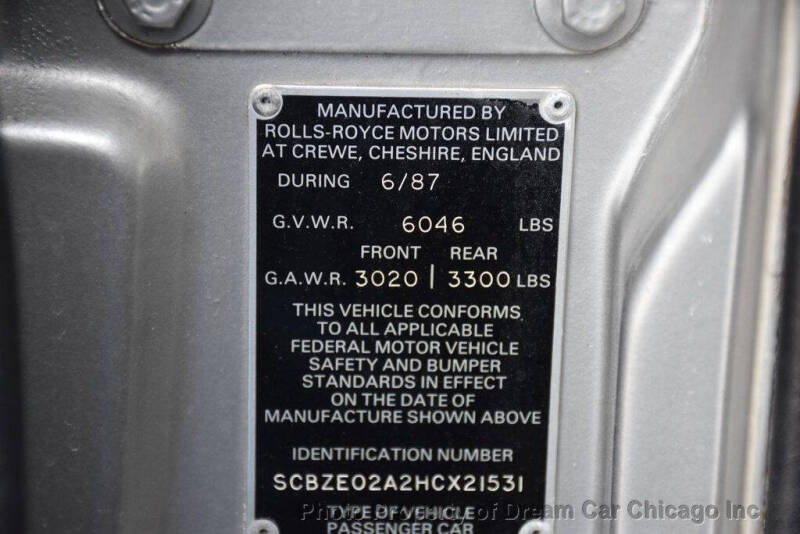 MANUFACTURED BY
ROLLS-ROYCE MOTORS LIMITED
AT CREWE, CHESHIRE, ENGLAND
DURING 6/87
G.V.W.R. 6046 LBS
FRONT REAR
G.A.W.R. 3020 | 3300 LBS
THIS VEHICLE CONFORMS
TO ALL APPLICABLE
FEDERAL MOTOR VEHICLE
SAFETY AND BUMPER
STANDARDS IN EFFECT
ON THE DATE OF
MANUFACTURE SHOWN ABOVE
IDENTIFICATION NUMBER
SCBZE02A2HCX21531
TYPE OF VEHICLE
PASSENGER CAR
Photo Courtesy of Dream Car Chicago Inc